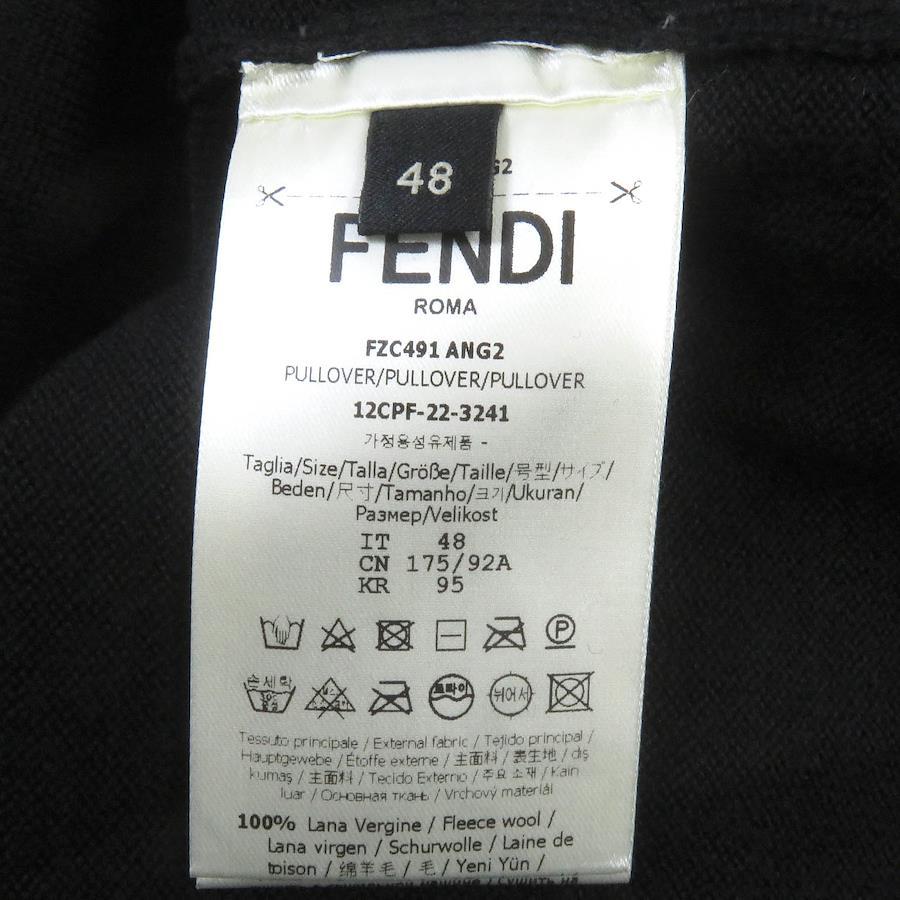 48
G2
FENDI
ROMA
FZC491 ANG2
PULLOVER/PULLOVER/PULLOVER
12CPF-22-3241
가정용섬유제품 -
Taglia/Size/Talla/Größe/Taille/号型/サイズ/
Beden/尺寸/Tamanho/크기/Ukuran/
Размер/Velikost
IT 48
CN 175/92A
KR 95
P
손세탁
드라이
뉘어서
Tessuto principale / External fabric / Tejido principal /
Hauptgewebe / Étoffe externe / 主面料 / 表生地 / diş
kumaş / 主面料 / Tecido Externo / 주요 소재 / Kain
luar / Основная ткань / Vrchový materiál
100% Lana Vergine / Fleece wool /
Lana virgen / Schurwolle / Laine de
toison / 绵羊毛 / 毛 / Yeni Yün /